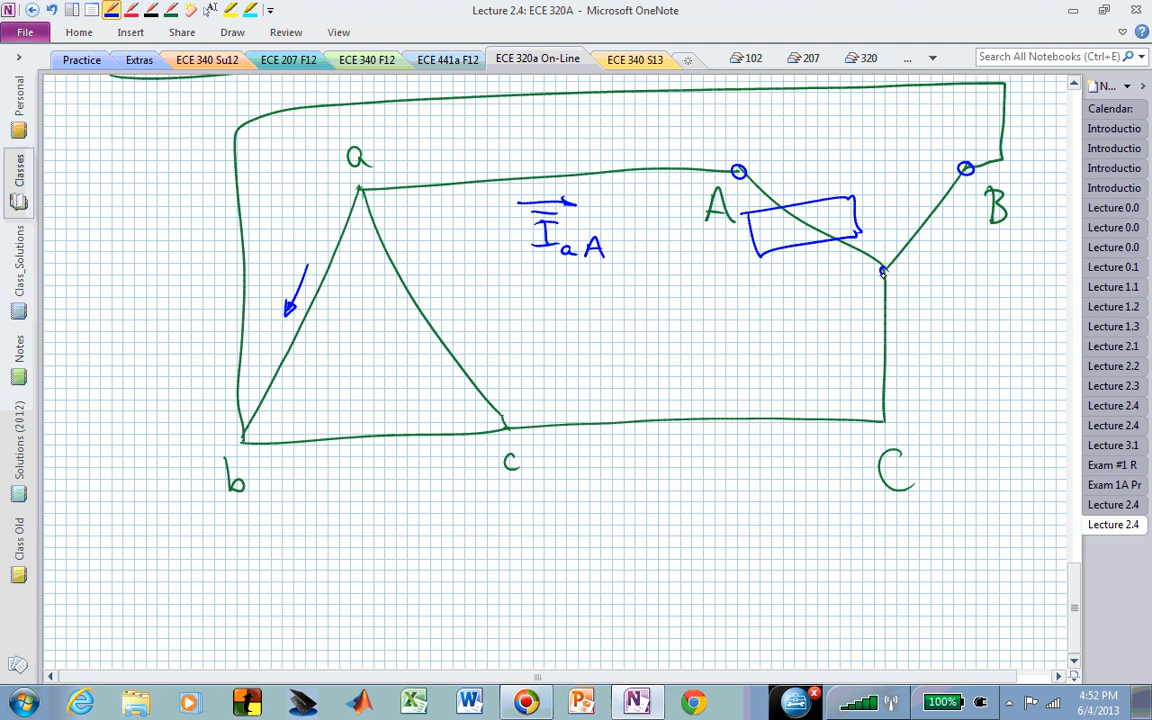 Lecture 2.4: ECE 320A - Microsoft OneNote
File Home Insert Share Draw Review View
Practice Extras ECE 340 Su12 ECE 207 F12 ECE 340 F12 ECE 441a F12 ECE 320a On-Line ECE 340 S13 102 207 320 ... Search All Notebooks (Ctrl+E)
N...
Personal
Classes
Class_Solutions
Notes
Solutions (2012)
Class Old
a
A
B
I aA
b
c
C
Calendar:
Introductio
Introductio
Introductio
Introductio
Lecture 0.0
Lecture 0.0
Lecture 0.0
Lecture 0.1
Lecture 1.1
Lecture 1.2
Lecture 1.3
Lecture 2.1
Lecture 2.2
Lecture 2.3
Lecture 2.4
Lecture 2.4
Lecture 3.1
Exam #1 R
Exam 1A Pr
Lecture 2.4
Lecture 2.4
100%
4:52 PM
6/4/2013